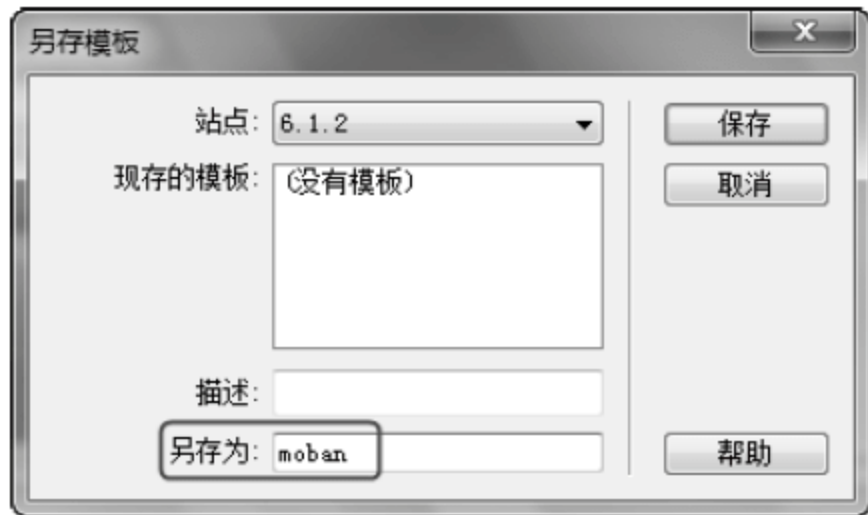 另存模板
站点: 6.1.2
保存
现存的模板: (没有模板)
取消
描述:
另存为: moban
帮助